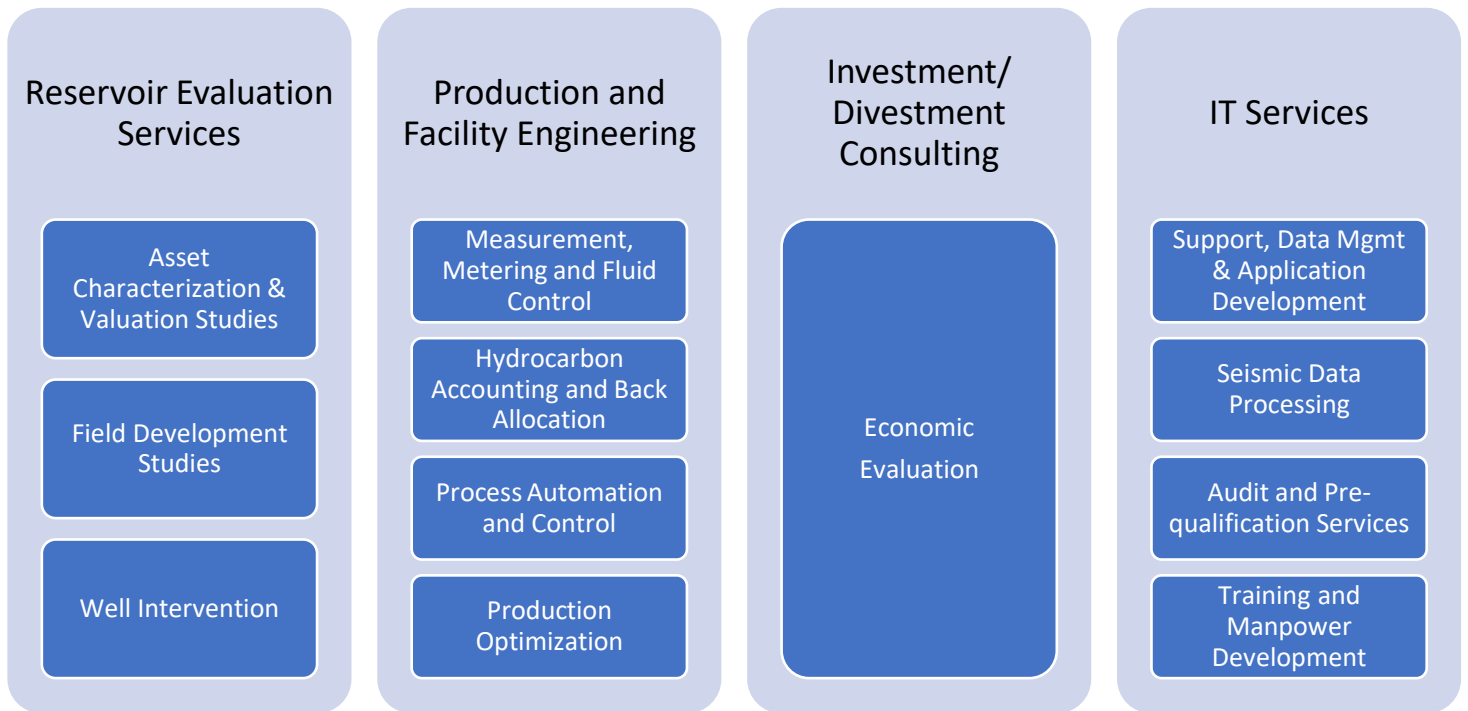 Reservoir Evaluation
Services
Asset
Characterization &
Valuation Studies
Field Development
Studies
Well Intervention
Production and
Facility Engineering
Measurement,
Metering and Fluid
Control
Hydrocarbon
Accounting and Back
Allocation
Process Automation
and Control
Production
Optimization
Investment/
Divestment
Consulting
Economic
Evaluation
IT Services
Support, Data Mgmt
& Application
Development
Seismic Data
Processing
Audit and Pre-
qualification Services
Training and
Manpower
Development